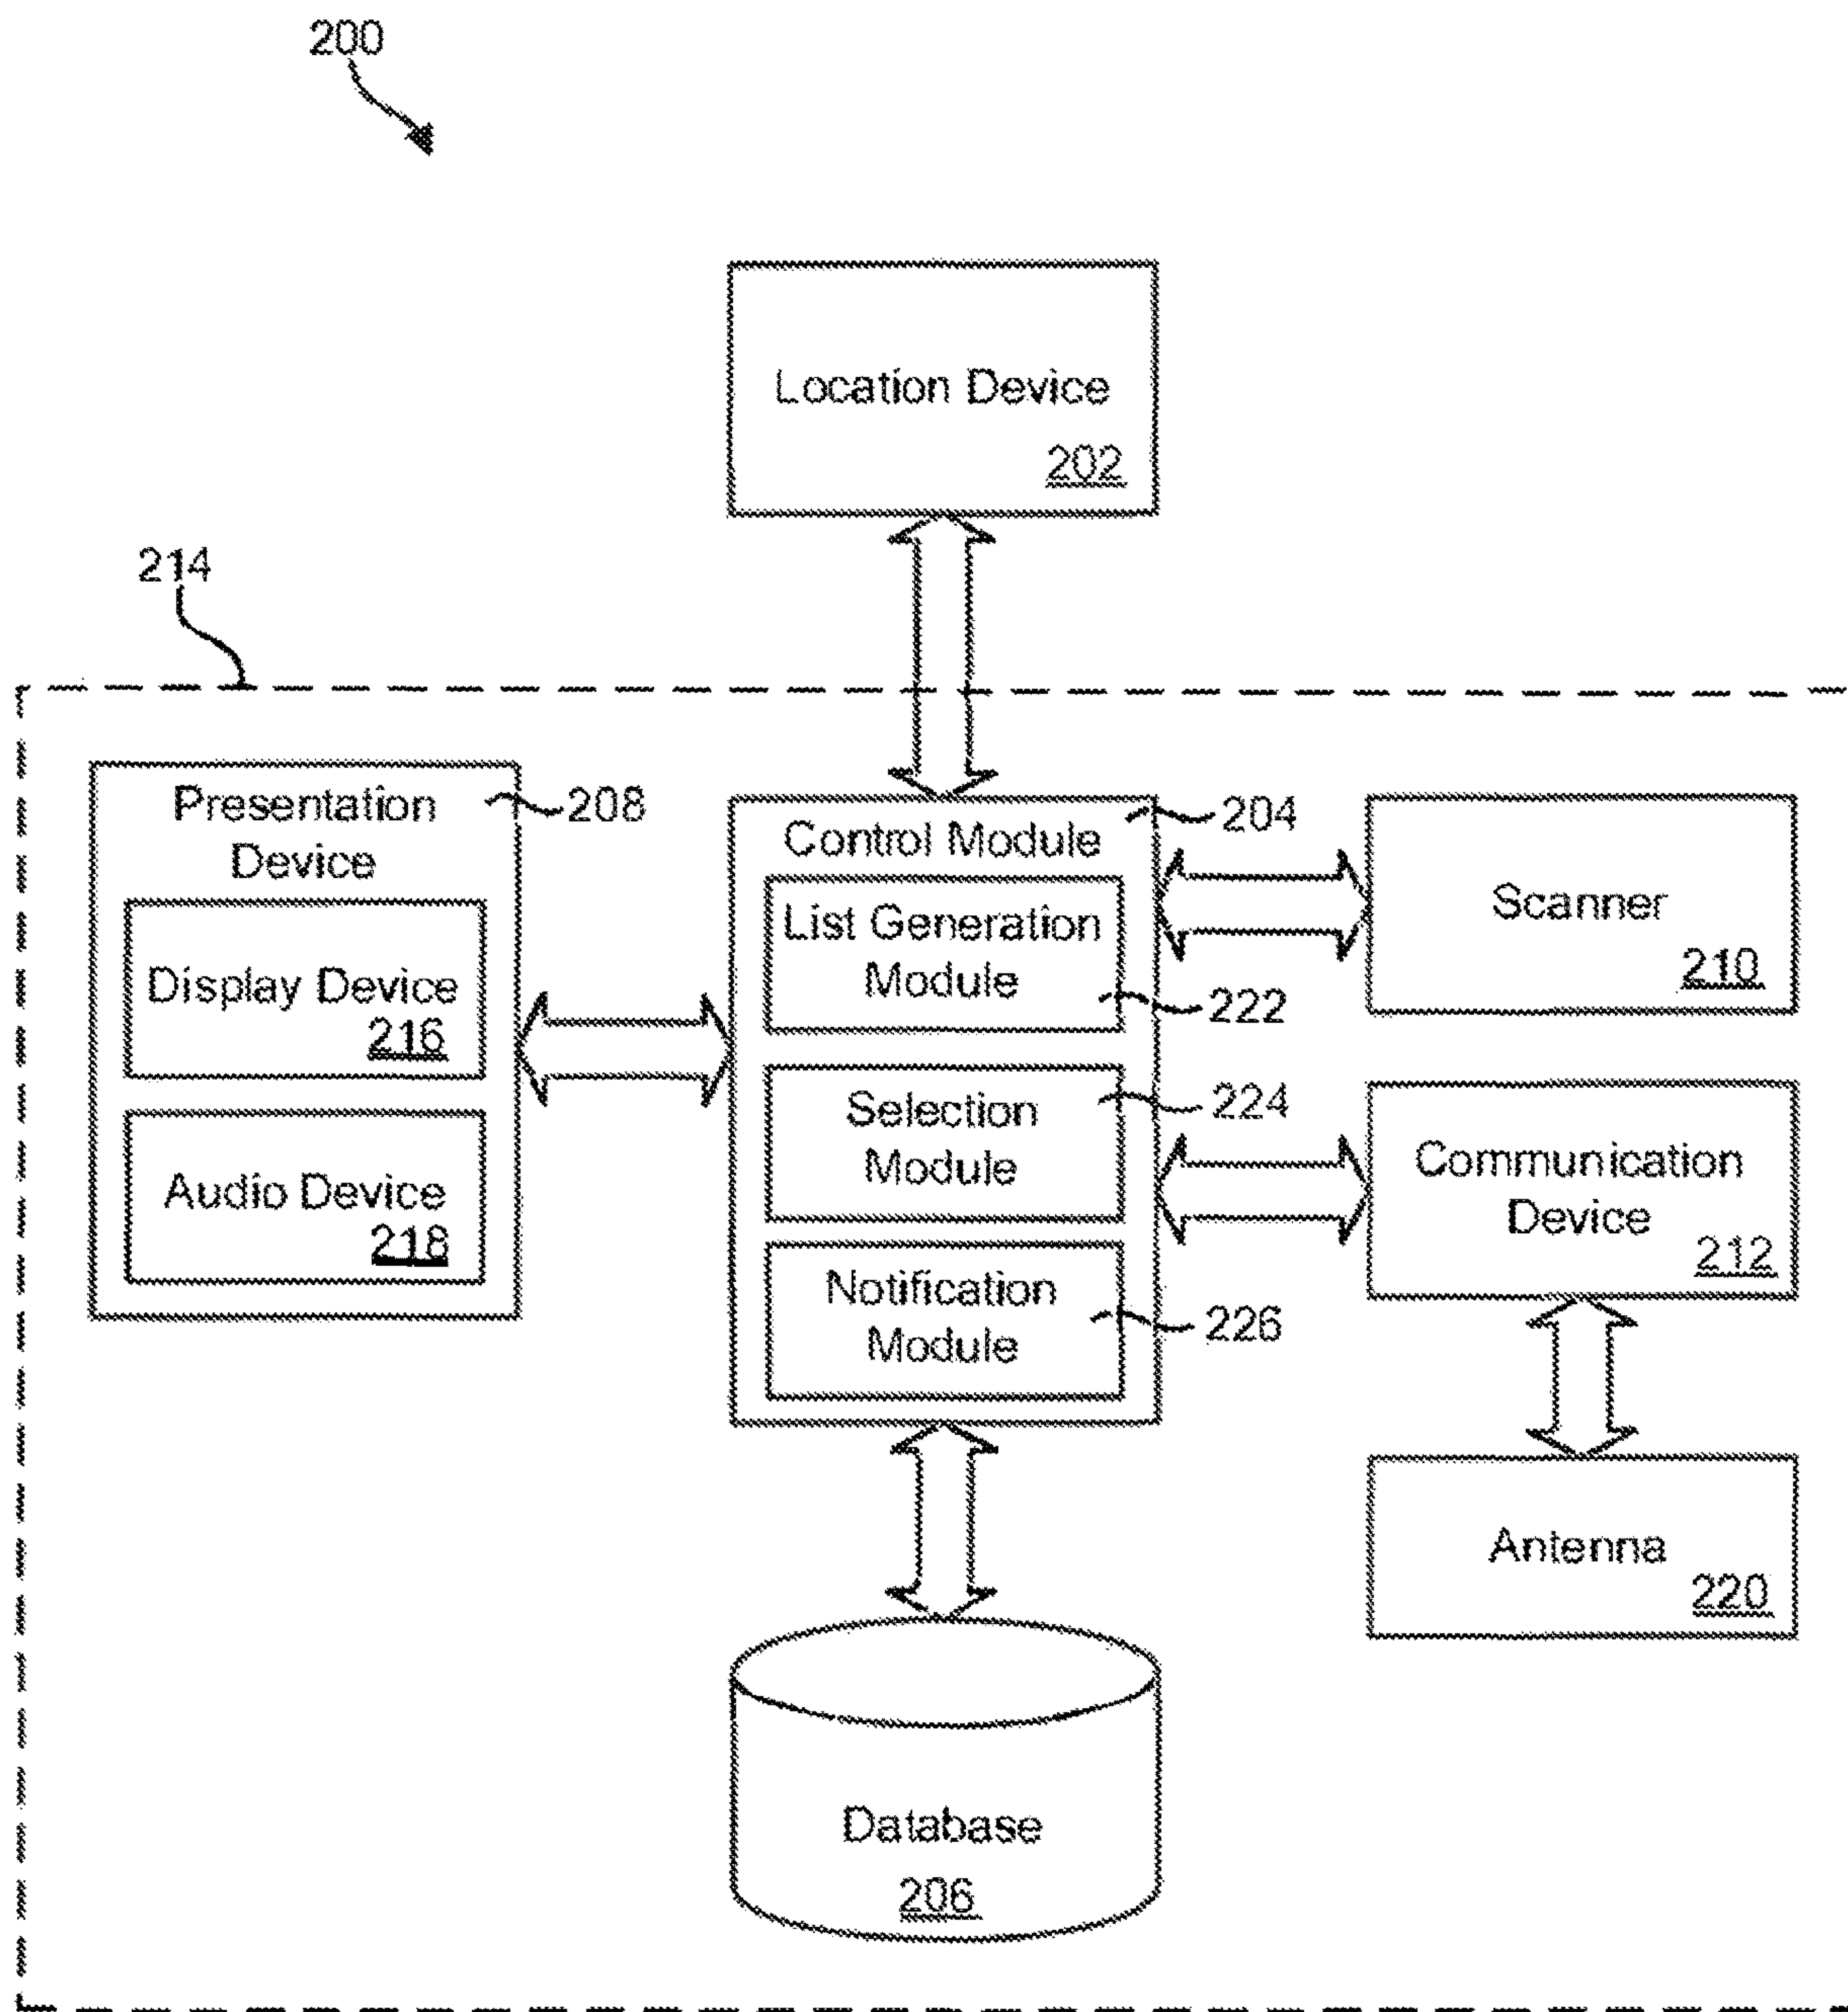 200
Location Device
202
214
Presentation
Device
208
Display Device
216
Audio Device
218
Control Module
204
List Generation
Module
222
Selection
Module
224
Notification
Module
226
Scanner
210
Communication
Device
212
Antenna
220
Database
206